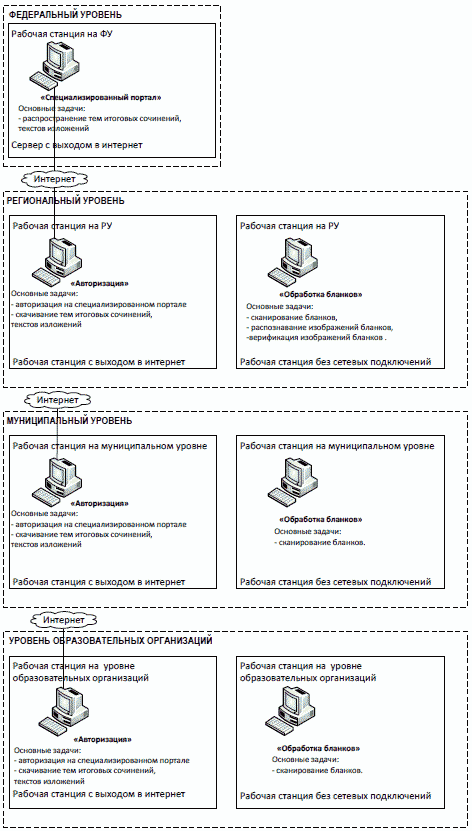 ФЕДЕРАЛЬНЫЙ УРОВЕНЬ
Рабочая станция на ФУ
«Специализированный портал»
Основные задачи:
- распространение тем итоговых сочинений,
текстов изложений
Сервер с выходом в интернет
Интернет
РЕГИОНАЛЬНЫЙ УРОВЕНЬ
Рабочая станция на РУ
«Авторизация»
Основные задачи:
- авторизация на специализированном портале
- скачивание тем итоговых сочинений,
текстов изложений
Рабочая станция с выходом в интернет
Рабочая станция на РУ
«Обработка бланков»
Основные задачи:
- сканирование бланков,
- распознавание изображений бланков,
-верификация изображений бланков .
Рабочая станция без сетевых подключений
Интернет
МУНИЦИПАЛЬНЫЙ УРОВЕНЬ
Рабочая станция на муниципальном уровне
«Авторизация»
Основные задачи:
- авторизация на специализированном портале
- скачивание тем итоговых сочинений,
текстов изложений
Рабочая станция с выходом в интернет
Рабочая станция на муниципальном уровне
«Обработка бланков»
Основные задачи:
- сканирование бланков.
Рабочая станция без сетевых подключений
Интернет
УРОВЕНЬ ОБРАЗОВАТЕЛЬНЫХ ОРГАНИЗАЦИЙ
Рабочая станция на уровне
образовательных организаций
«Авторизация»
Основные задачи:
- авторизация на специализированном портале
- скачивание тем итоговых сочинений,
текстов изложений
Рабочая станция с выходом в интернет
Рабочая станция на уровне
образовательных организаций
«Обработка бланков»
Основные задачи:
- сканирование бланков.
Рабочая станция без сетевых подключений